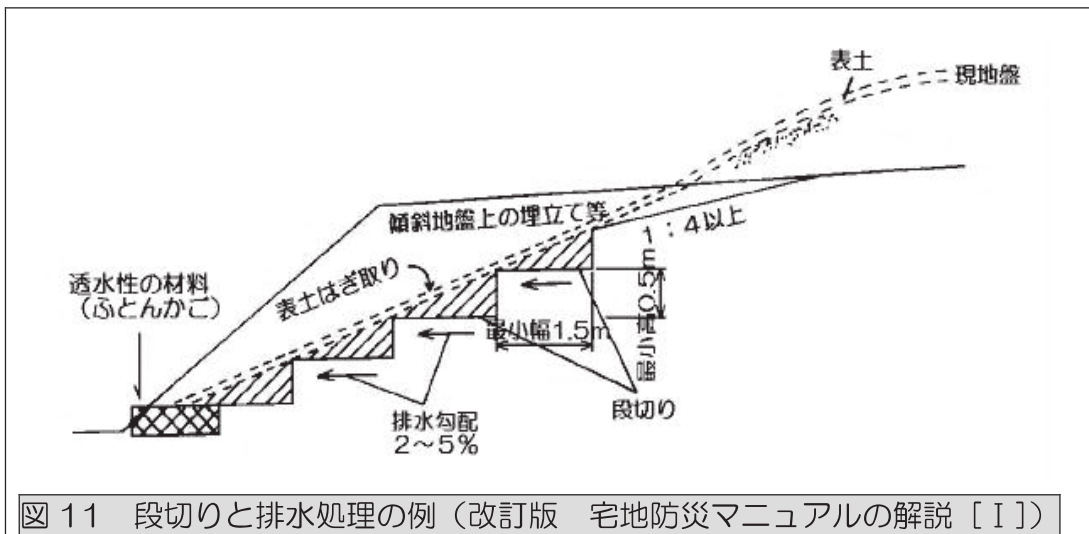 表土
現地盤
傾斜地盤上の埋立て等
1:4以上
透水性の材料
(ふとんかご)
表土はぎ取り
最小高0.5m
最小幅1.5m
段切り
排水勾配
2〜5%
図 11 段切りと排水処理の例(改訂版 宅地防災マニュアルの解説[Ⅰ])